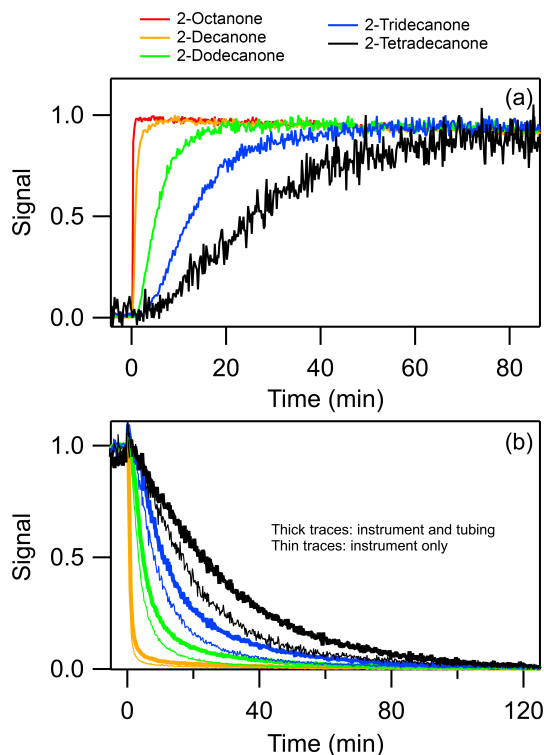 2-Octanone
2-Decanone
2-Dodecanone
2-Tridecanone
2-Tetradecanone
(a)
1.0
0.5
0.0
Signal
0
20
40
60
80
Time (min)
(b)
1.0
0.5
0.0
Signal
Thick traces: instrument and tubing
Thin traces: instrument only
0
40
80
120
Time (min)